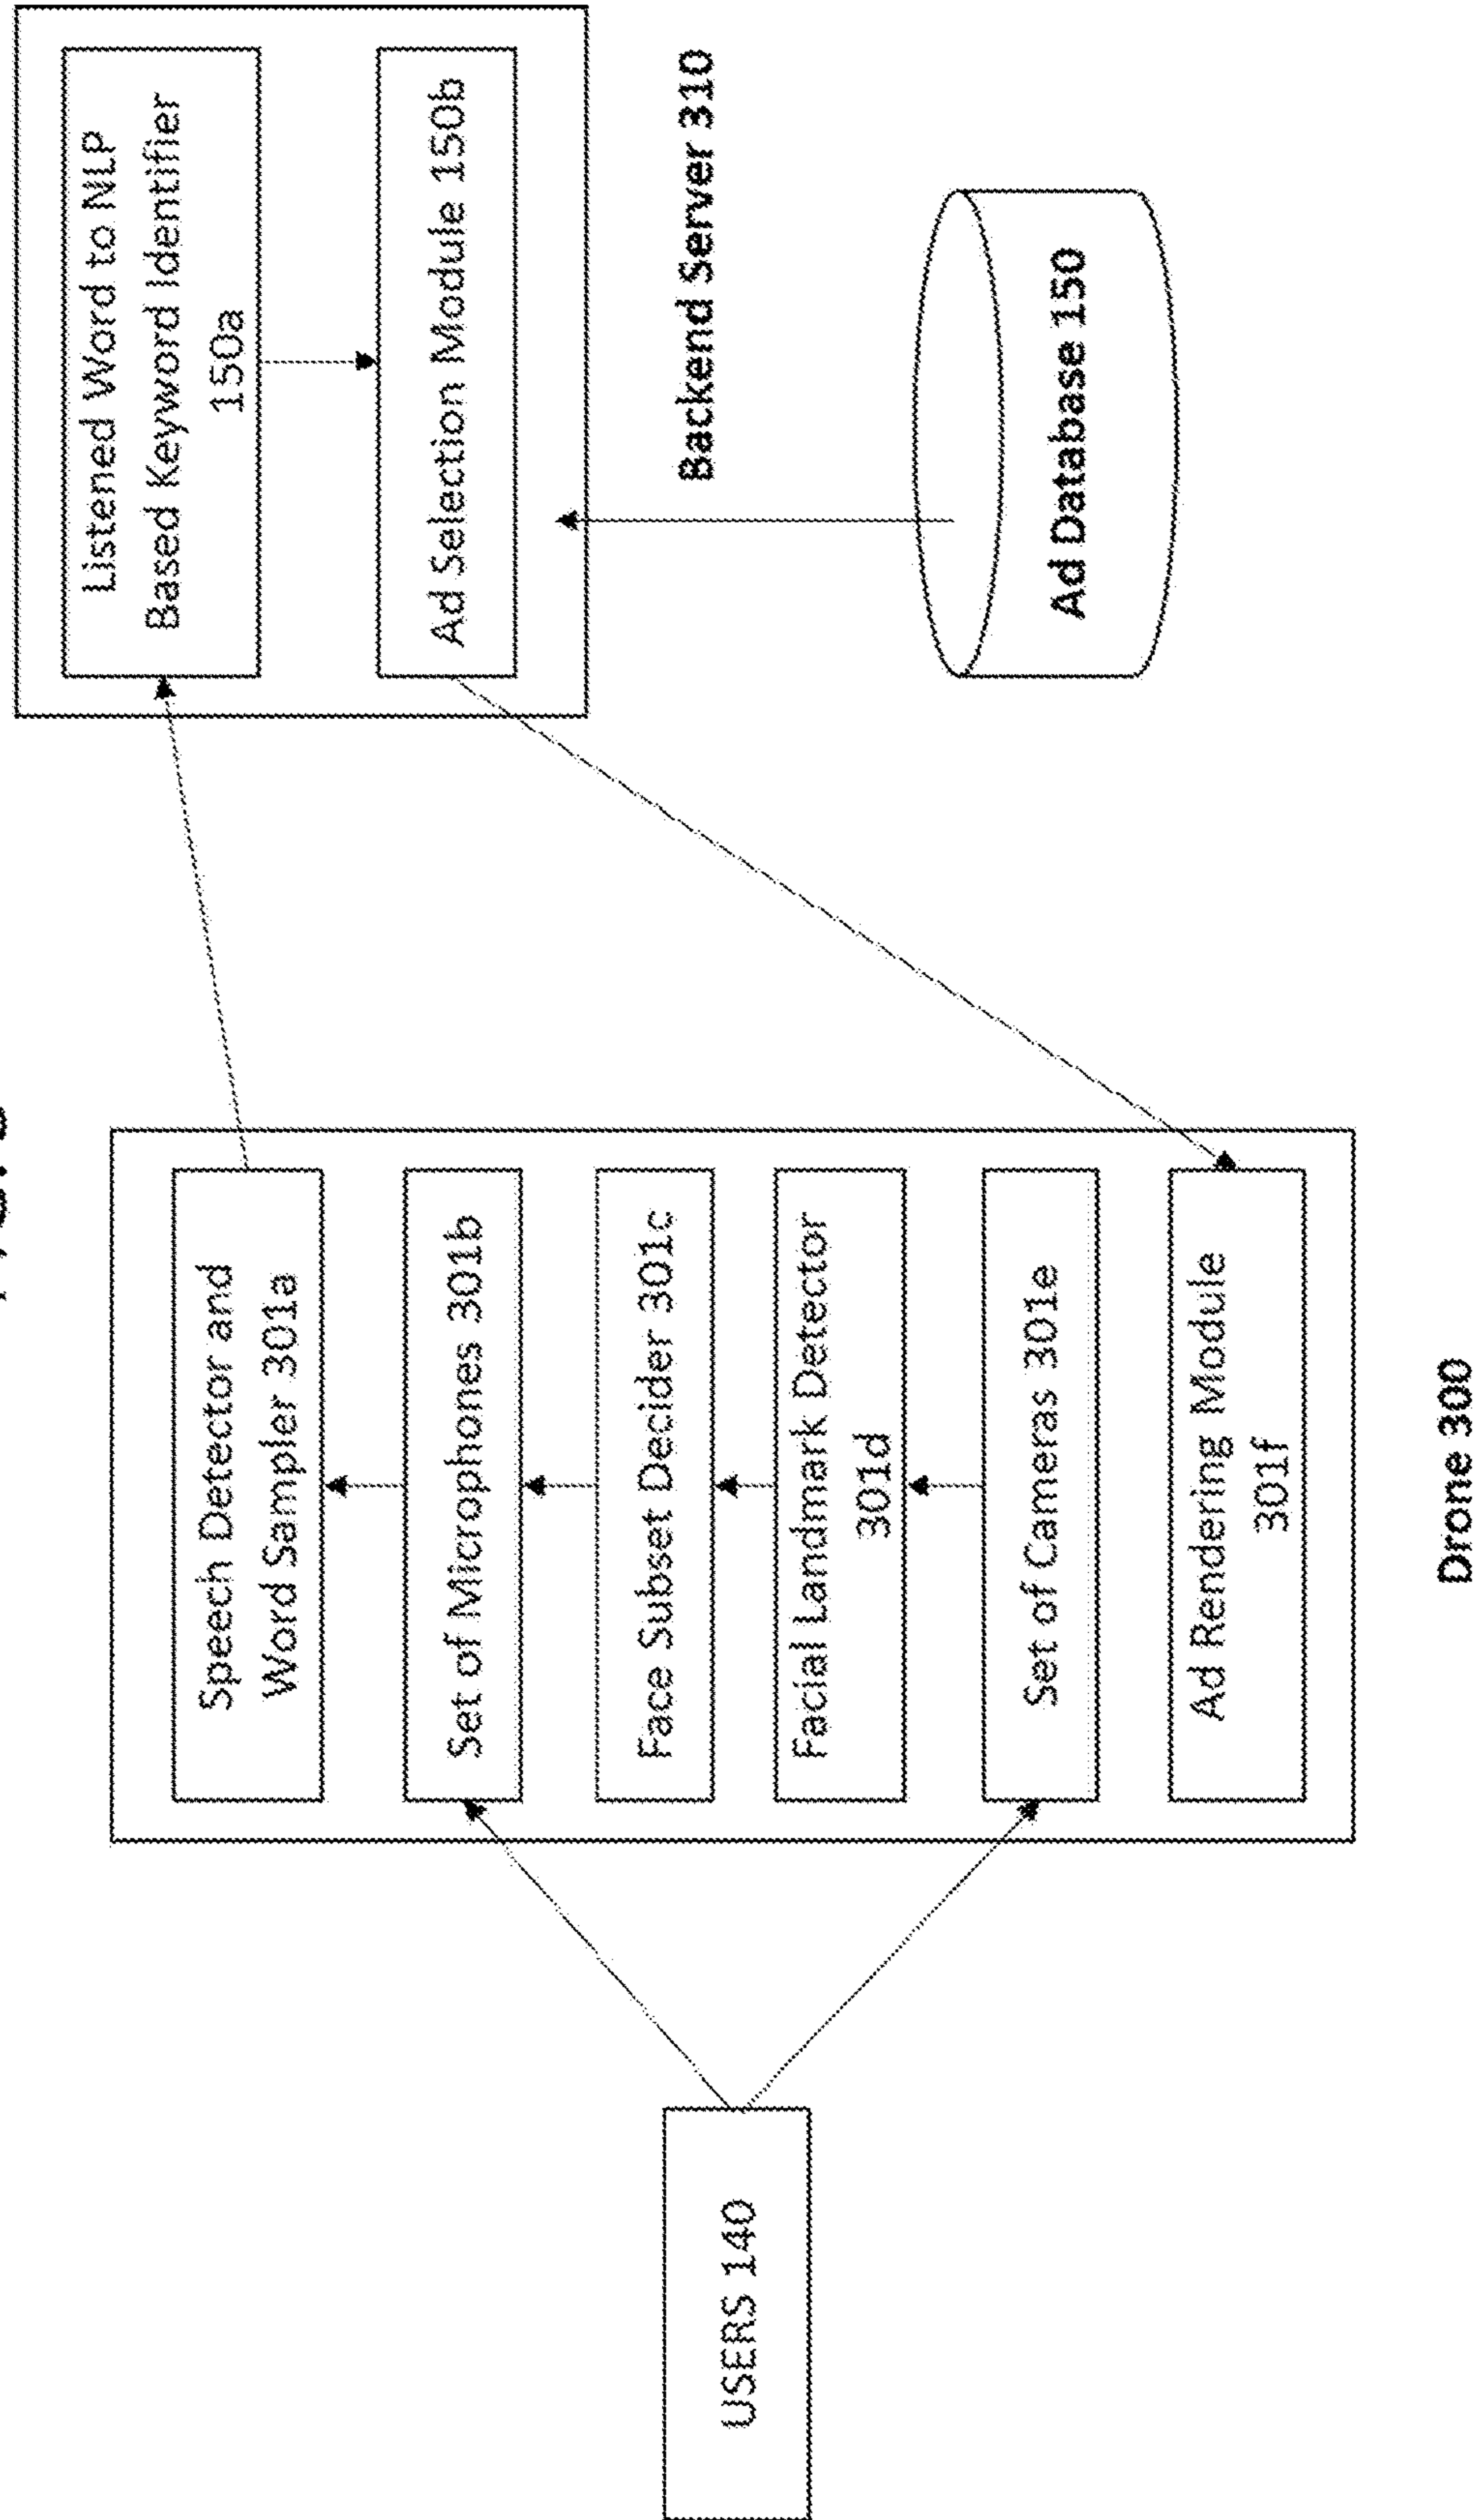 USERS 140
Speech Detector and
Word Sampler 301a
Set of Microphones 301b
Face Subset Decider 301c
Facial Landmark Detector
301d
Set of Cameras 301e
Ad Rendering Module
301f
Drone 300
Listened Word to NLP
Based Keyword Identifier
150a
Ad Selection Module 150b
Backend Server 310
Ad Database 150